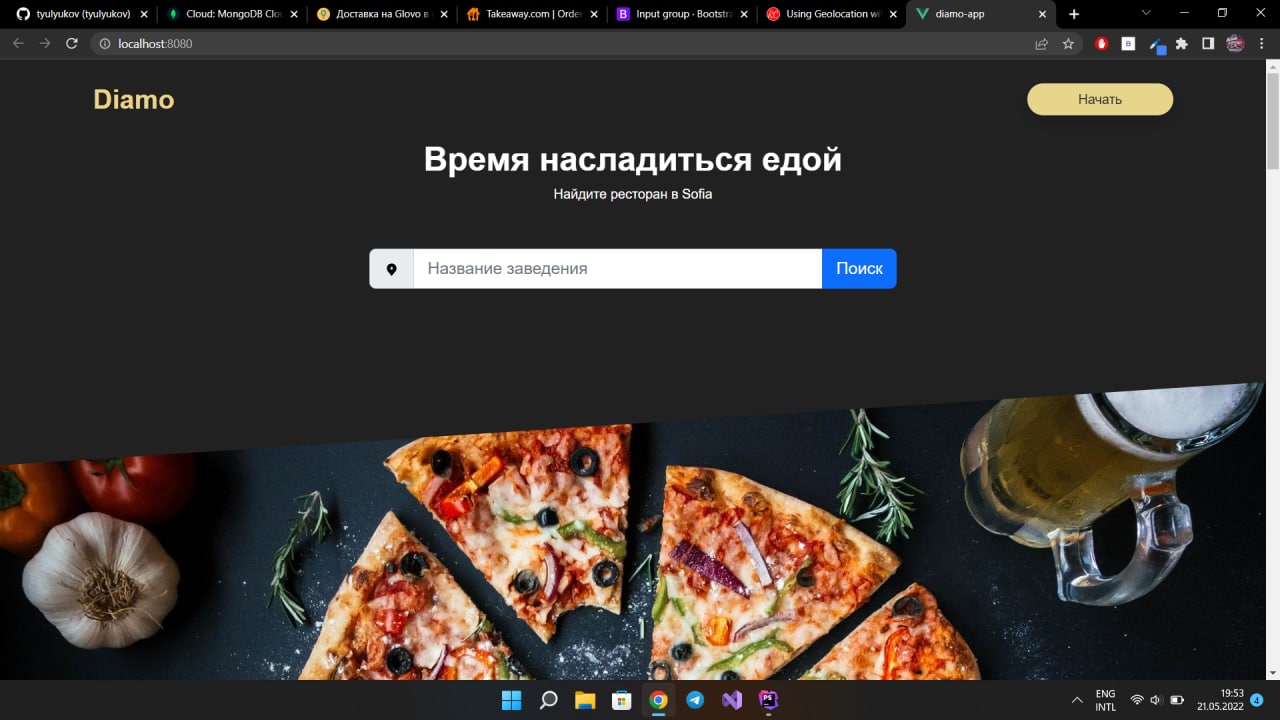 tyulyukov (tyulyukov)
Cloud: MongoDB Clou
Доставка на Glovo в
Takeaway.com | Order
Input group · Bootstra
Using Geolocation wi
diamo-app
localhost:8080
Diamo
Начать
Время насладиться едой
Найдите ресторан в Sofia
Название заведения
Поиск
ENG
INTL
19:53
21.05.2022
4